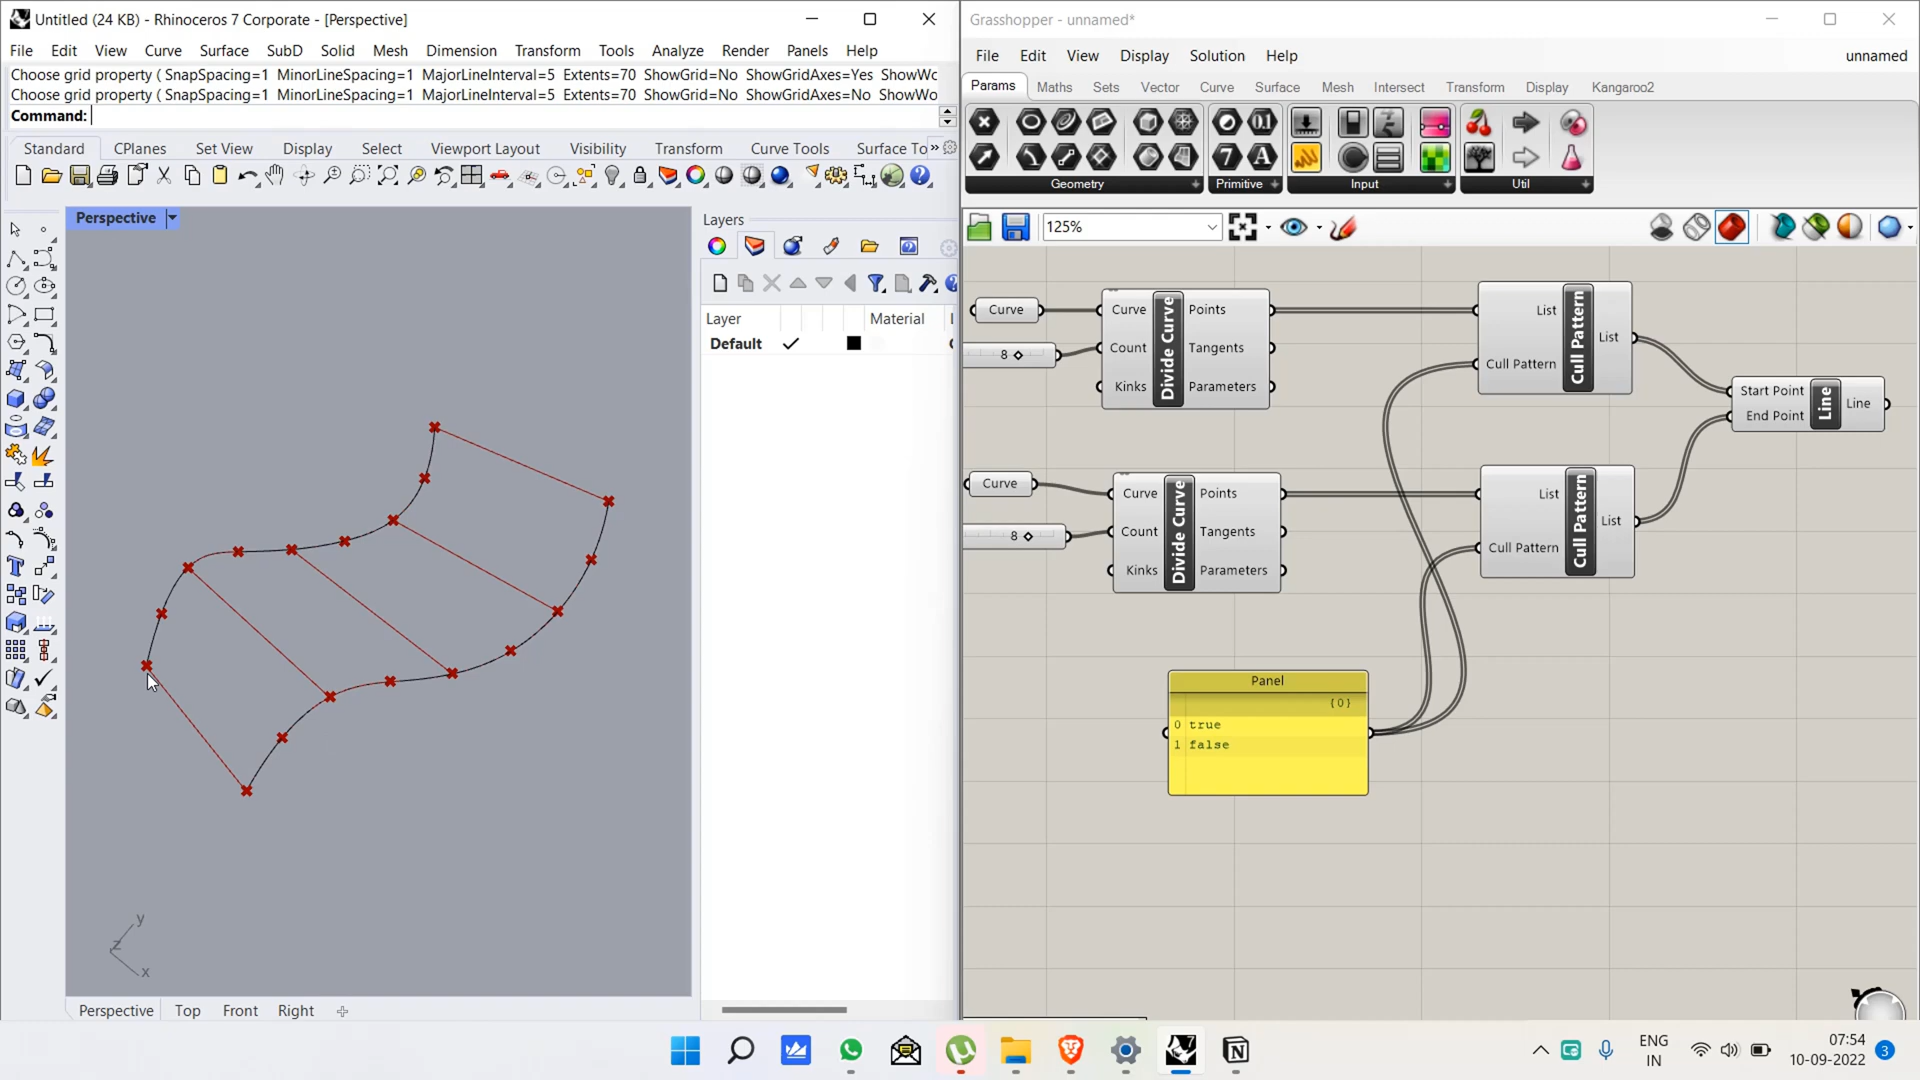 Untitled (24 KB) - Rhinoceros 7 Corporate - [Perspective]
File Edit View Curve Surface SubD Solid Mesh Dimension Transform Tools Analyze Render Panels Help
Choose grid property ( SnapSpacing=1 MinorLineSpacing=1 MajorLineInterval=5 Extents=70 ShowGrid=No ShowGridAxes=Yes ShowWc
Choose grid property ( SnapSpacing=1 MinorLineSpacing=1 MajorLineInterval=5 Extents=70 ShowGrid=No ShowGridAxes=No ShowWo
Command:
Standard CPlanes Set View Display Select Viewport Layout Visibility Transform Curve Tools Surface To »
Perspective
Layers
Layer Material
Default
y
z
x
Perspective Top Front Right
Grasshopper - unnamed*
File Edit View Display Solution Help unnamed
Params Maths Sets Vector Curve Surface Mesh Intersect Transform Display Kangaroo2
0.1
7 A
Geometry Primitive Input Util
125%
Curve
8
Curve Count Kinks
Divide Curve
Points Tangents Parameters
List Cull Pattern
Cull Pattern
List
Start Point End Point
Line
Line
Curve
8
Curve Count Kinks
Divide Curve
Points Tangents Parameters
List Cull Pattern
Cull Pattern
List
Panel
{0}
0 true
1 false
ENG
IN
07:54
10-09-2022
3